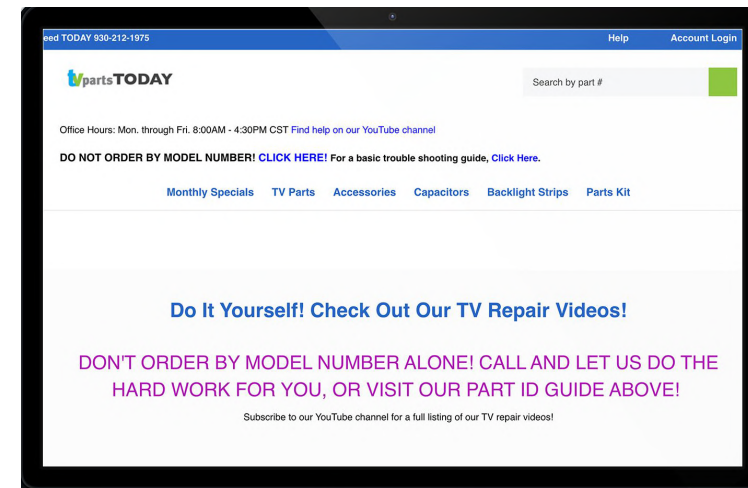 eed TODAY 930-212-1975 Help Account Login
tvpartsTODAY
Search by part #
Office Hours: Mon. through Fri. 8:00AM - 4:30PM CST Find help on our YouTube channel
DO NOT ORDER BY MODEL NUMBER! CLICK HERE! For a basic trouble shooting guide, Click Here.
Monthly Specials TV Parts Accessories Capacitors Backlight Strips Parts Kit
Do It Yourself! Check Out Our TV Repair Videos!
DON'T ORDER BY MODEL NUMBER ALONE! CALL AND LET US DO THE
HARD WORK FOR YOU, OR VISIT OUR PART ID GUIDE ABOVE!
Subscribe to our YouTube channel for a full listing of our TV repair videos!